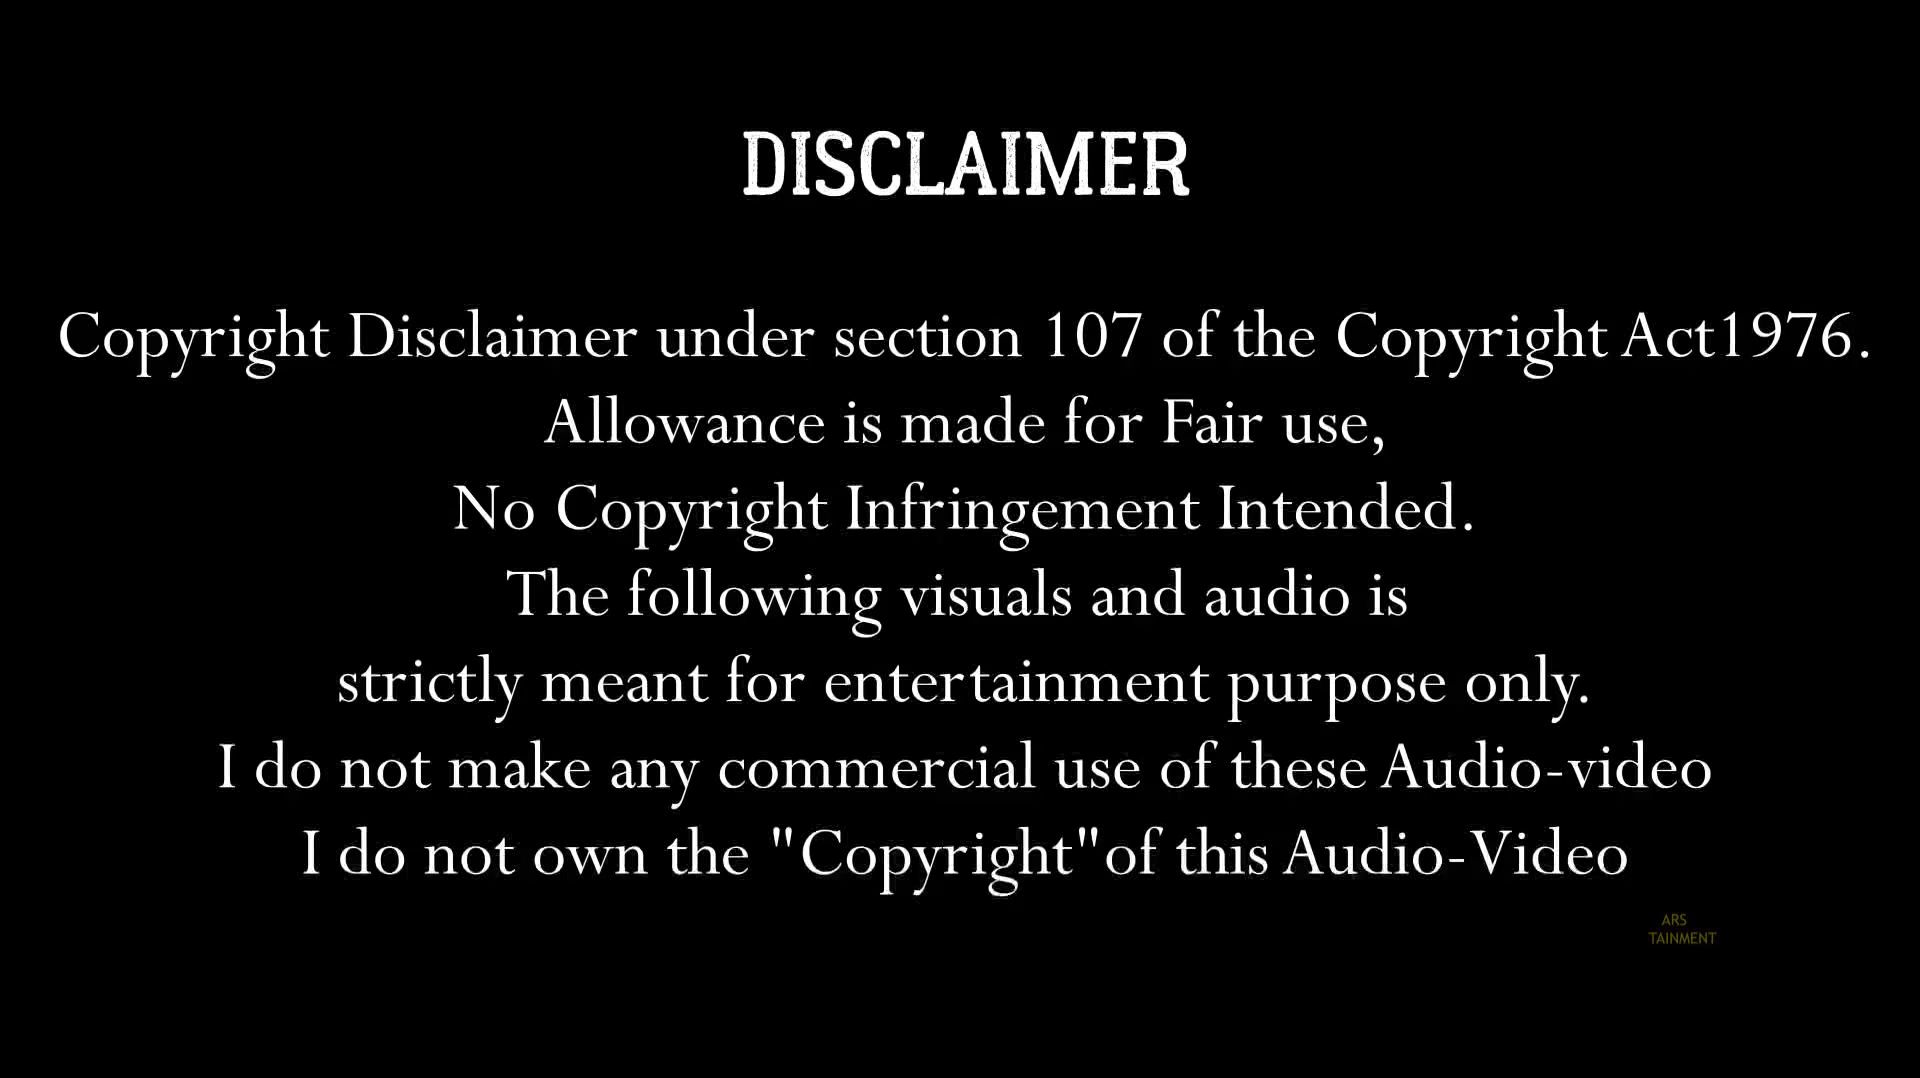 DISCLAIMER
Copyright Disclaimer under section 107 of the Copyright Act1976.
Allowance is made for Fair use,
No Copyright Infringement Intended.
The following visuals and audio is
strictly meant for entertainment purpose only.
I do not make any commercial use of these Audio-video
I do not own the "Copyright"of this Audio-Video
ARS
TAINMENT